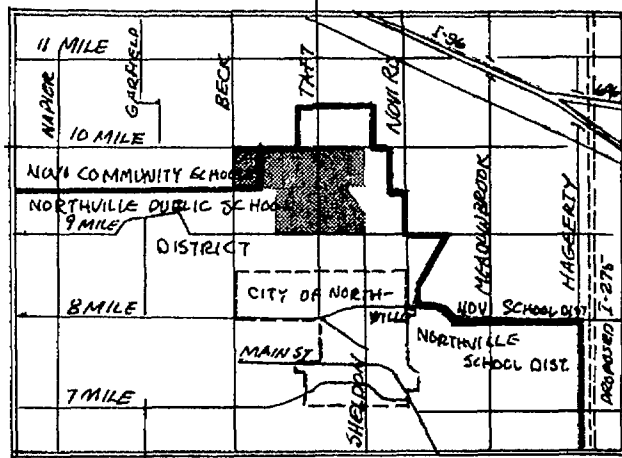 11 MILE
I-96
NAPIER
GARFIELD
BECK
TAFT
NOVI RD
696
10 MILE
NOVI COMMUNITY SCHOOLS
NORTHVILLE PUBLIC SCHOOL
9 MILE
DISTRICT
MEADOWBROOK
HAGGERTY
PROPOSED I-275
CITY OF NORTH-
VILLE
8 MILE
NOVI SCHOOL DIST
NORTHVILLE
SCHOOL DIST.
MAIN ST
SHELDON
7 MILE